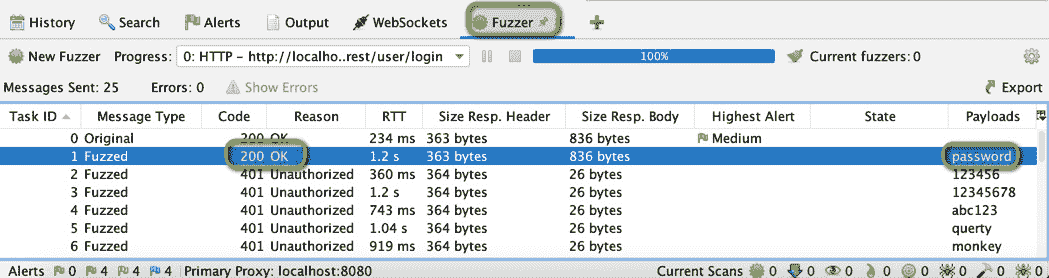 History Search Alerts Output WebSockets Fuzzer
New Fuzzer Progress: 0: HTTP – http://localho..rest/user/login 100% Current fuzzers: 0
Messages Sent: 25 Errors: 0 Show Errors Export
Task ID Message Type Code Reason RTT Size Resp. Header Size Resp. Body Highest Alert State Payloads
0 Original 200 OK 234 ms 363 bytes 836 bytes Medium
1 Fuzzed 200 OK 1.2 s 363 bytes 836 bytes password
2 Fuzzed 401 Unauthorized 360 ms 364 bytes 26 bytes 123456
3 Fuzzed 401 Unauthorized 1.2 s 364 bytes 26 bytes 12345678
4 Fuzzed 401 Unauthorized 743 ms 364 bytes 26 bytes abc123
5 Fuzzed 401 Unauthorized 1.04 s 364 bytes 26 bytes querty
6 Fuzzed 401 Unauthorized 919 ms 364 bytes 26 bytes monkey
Alerts 0 4 4 4 Primary Proxy: localhost:8080 Current Scans 0 0 0 0 0 0 0 0